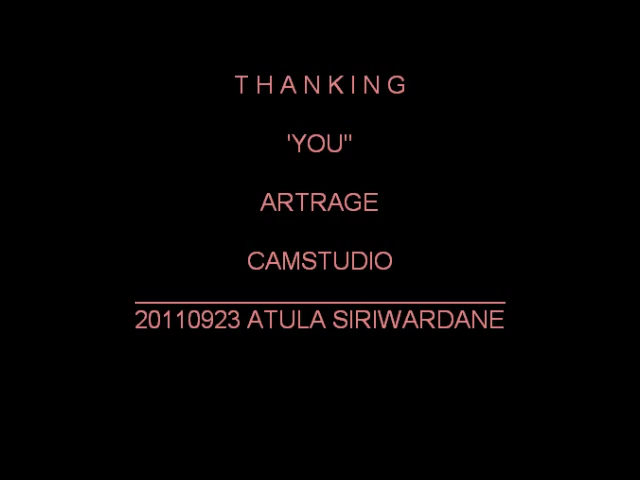 T H A N K I N G
'YOU"
ARTRAGE
CAMSTUDIO
20110923 ATULA SIRIWARDANE